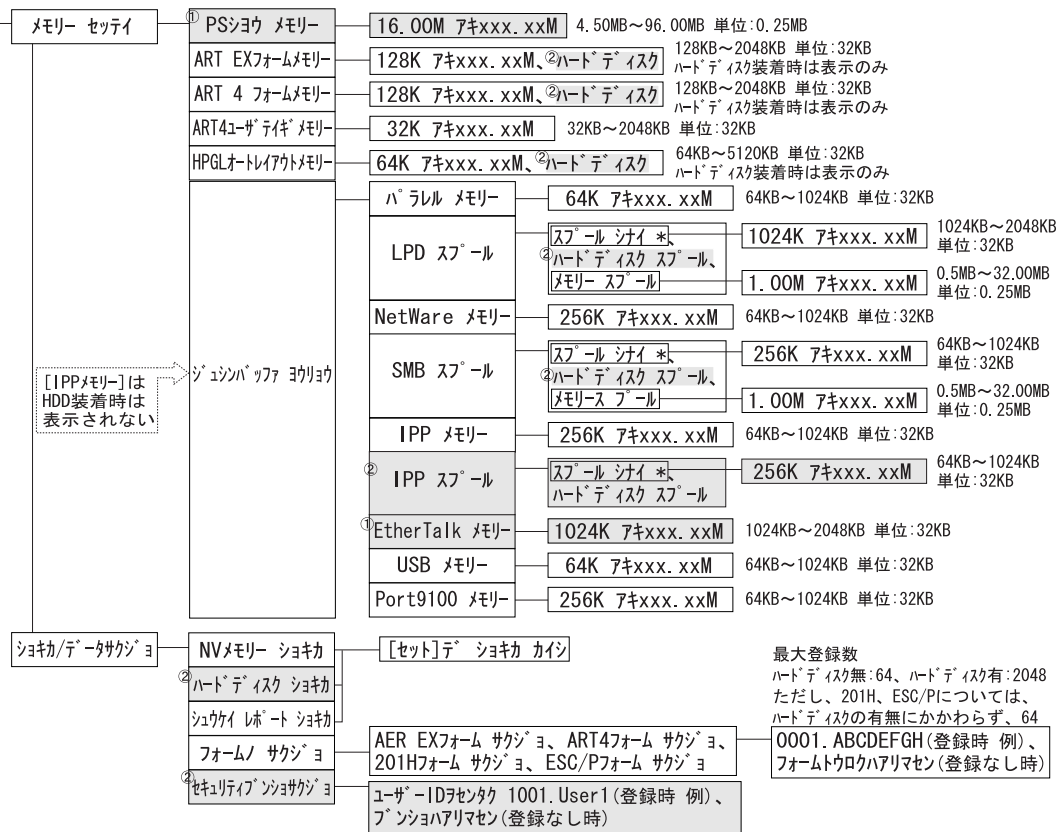 メモリー セッテイ
①PSショウ メモリー
16.00M アキxxx.xxM
4.50MB～96.00MB 単位:0.25MB
ART EXフォームメモリー
128K アキxxx.xxM、②ハードディスク
128KB～2048KB 単位:32KB
ハードディスク装着時は表示のみ
ART 4 フォームメモリー
128K アキxxx.xxM、②ハードディスク
128KB～2048KB 単位:32KB
ハードディスク装着時は表示のみ
ART4ユーザテイギメモリー
32K アキxxx.xxM
32KB～2048KB 単位:32KB
HPGLオートレイアウトメモリー
64K アキxxx.xxM、②ハードディスク
64KB～5120KB 単位:32KB
ハードディスク装着時は表示のみ
ジュシンバッファ ヨウリョウ
[IPPメモリー]は
HDD装着時は
表示されない
パラレル メモリー
64K アキxxx.xxM
64KB～1024KB 単位:32KB
LPD スプール
スプール シナイ *、
②ハードディスク スプール、
メモリー スプール
1024K アキxxx.xxM
1024KB～2048KB
単位:32KB
1.00M アキxxx.xxM
0.5MB～32.00MB
単位:0.25MB
NetWare メモリー
256K アキxxx.xxM
64KB～1024KB 単位:32KB
SMB スプール
スプール シナイ *、
②ハードディスク スプール、
メモリース プール
256K アキxxx.xxM
64KB～1024KB
単位:32KB
1.00M アキxxx.xxM
0.5MB～32.00MB
単位:0.25MB
IPP メモリー
256K アキxxx.xxM
64KB～1024KB 単位:32KB
②IPP スプール
スプール シナイ *、
ハードディスク スプール
256K アキxxx.xxM
64KB～1024KB
単位:32KB
①EtherTalk メモリー
1024K アキxxx.xxM
1024KB～2048KB 単位:32KB
USB メモリー
64K アキxxx.xxM
64KB～1024KB 単位:32KB
Port9100 メモリー
256K アキxxx.xxM
64KB～1024KB 単位:32KB
ショキカ/データサクジョ
NVメモリー ショキカ
[セット]デ ショキカ カイシ
②ハードディスク ショキカ
シュウケイ レポート ショキカ
フォームノ サクジョ
AER EXフォーム サクジョ、ART4フォーム サクジョ、
201Hフォーム サクジョ、ESC/Pフォーム サクジョ
最大登録数
ハードディスク無:64、ハードディスク有:2048
ただし、201H、ESC/Pについては、
ハードディスクの有無にかかわらず、64
0001.ABCDEFGH(登録時 例)、
フォームトウロクハアリマセン(登録なし時)
②セキュリティブンショサクジョ
ユーザーIDヲセンタク 1001.User1(登録時 例)、
ブンショハアリマセン(登録なし時)